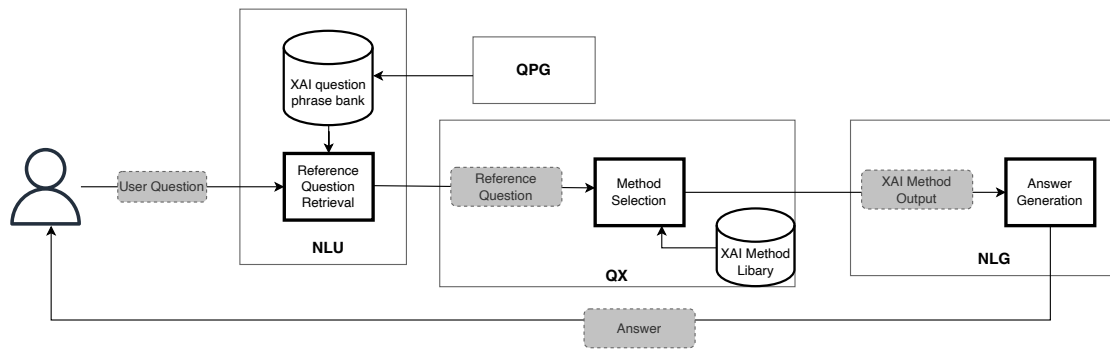 XAI question
phrase bank
QPG
User Question
Reference
Question
Retrieval
NLU
Reference
Question
Method
Selection
XAI Method
Libary
QX
XAI Method
Output
Answer
Generation
NLG
Answer